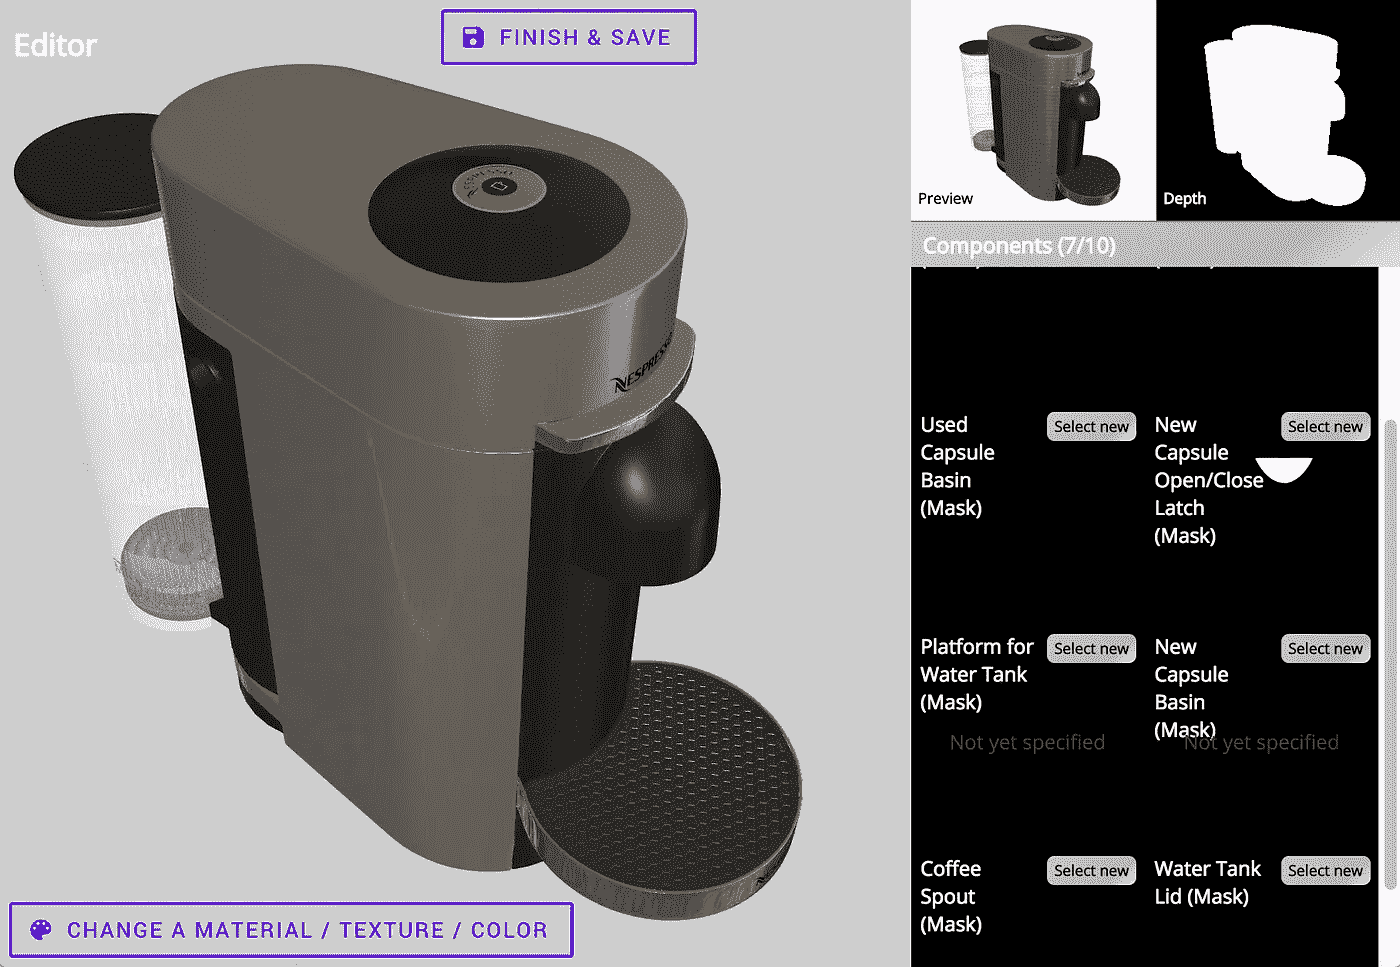 Editor
FINISH & SAVE
NESPRESSO
CHANGE A MATERIAL / TEXTURE / COLOR
Preview
Depth
Components (7/10)
Used Capsule Basin (Mask)
Select new
New Capsule Open/Close Latch (Mask)
Select new
Platform for Water Tank (Mask)
Select new
Not yet specified
New Capsule Basin (Mask)
Select new
Not yet specified
Coffee Spout (Mask)
Select new
Water Tank Lid (Mask)
Select new